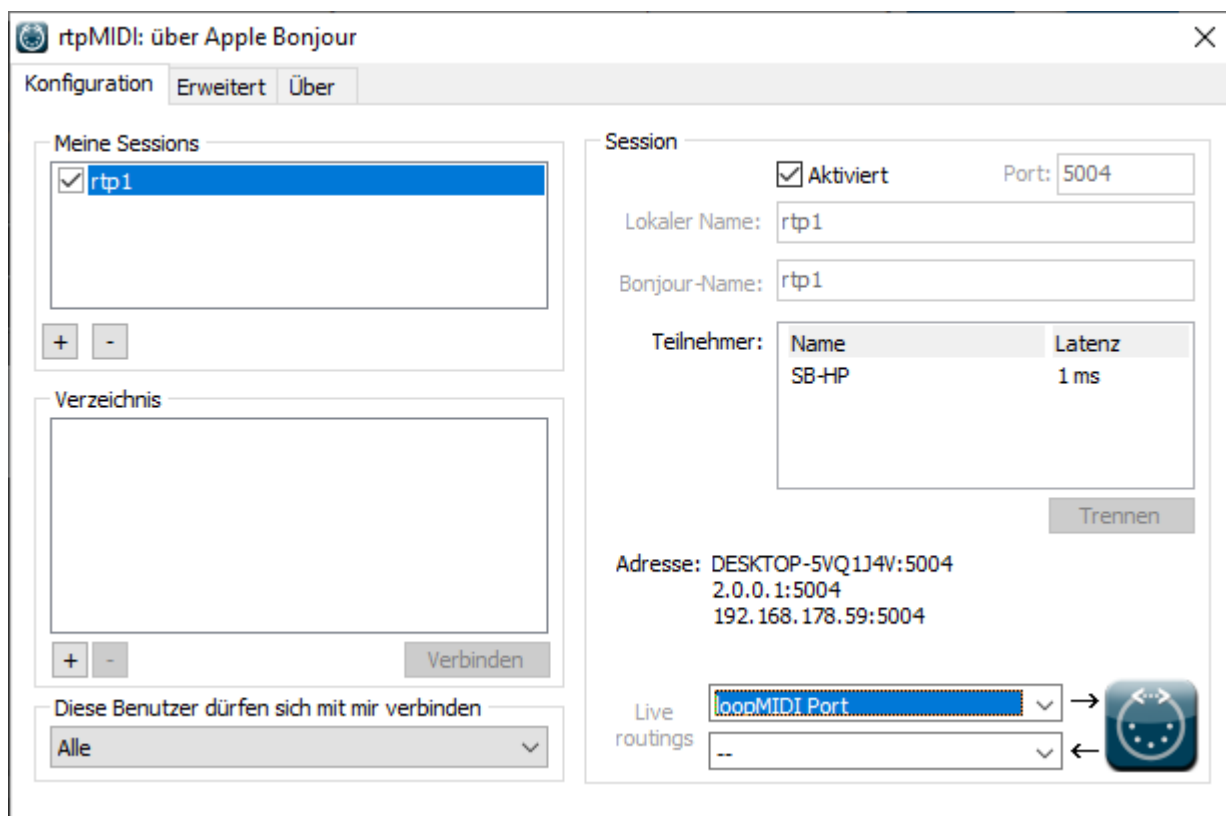 rtpMIDI: über Apple Bonjour
Konfiguration Erweitert Über
Meine Sessions
rtp1
+ -
Verzeichnis
+ - Verbinden
Diese Benutzer dürfen sich mit mir verbinden
Alle
Session
Aktiviert Port: 5004
Lokaler Name: rtp1
Bonjour-Name: rtp1
Teilnehmer: Name Latenz
SB-HP 1 ms
Trennen
Adresse: DESKTOP-5VQ1J4V:5004
2.0.0.1:5004
192.168.178.59:5004
Live
routings
loopMIDI Port
--